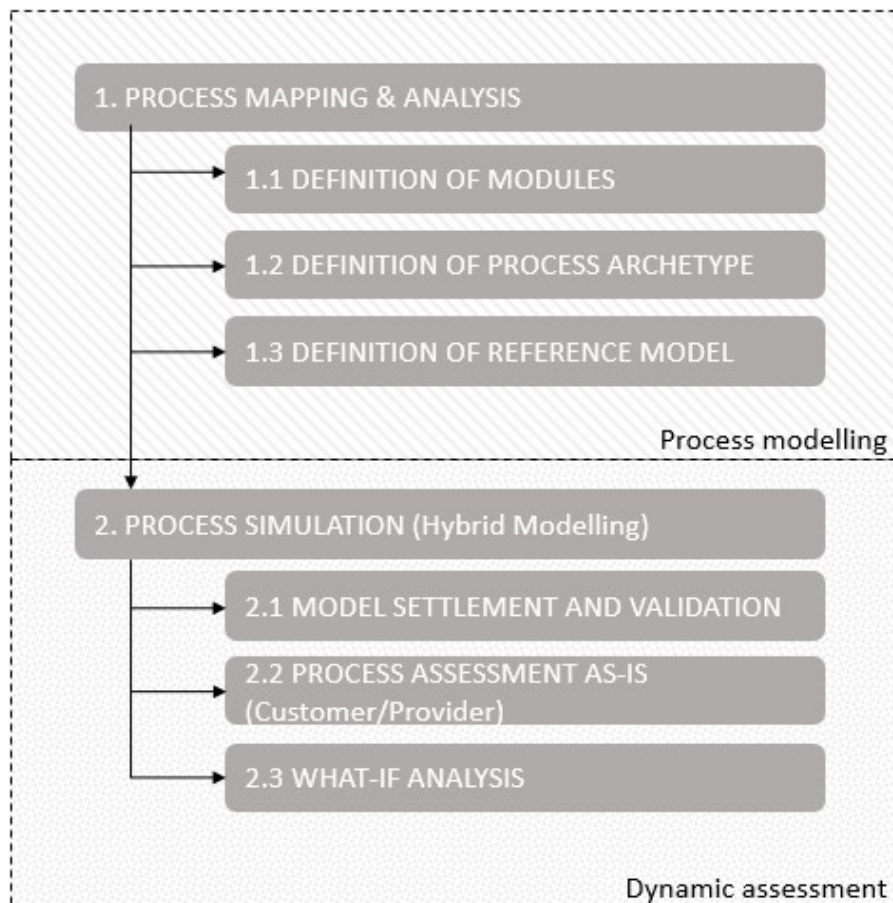 1. PROCESS MAPPING & ANALYSIS
1.1 DEFINITION OF MODULES
1.2 DEFINITION OF PROCESS ARCHETYPE
1.3 DEFINITION OF REFERENCE MODEL
Process modelling
2. PROCESS SIMULATION (Hybrid Modelling)
2.1 MODEL SETTLEMENT AND VALIDATION
2.2 PROCESS ASSESSMENT AS-IS
(Customer/Provider)
2.3 WHAT-IF ANALYSIS
Dynamic assessment